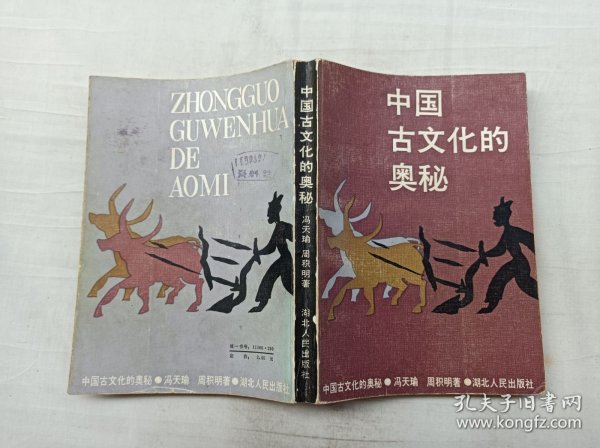 ZHONGGUO
GUWENHUA
DE
AOMI
中国古文化的奥秘●冯天瑜 周积明著●湖北人民出版社
中国古文化的奥秘 冯天瑜 周积明著 湖北人民出版社
中国
古文化的
奥秘
中国古文化的奥秘●冯天瑜 周积明著●湖北人民出版社
孔夫子旧书网
www.kongfz.com